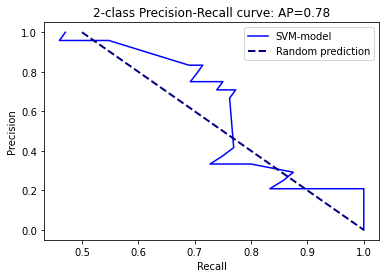 2-class Precision-Recall curve: AP=0.78
SVM-model
Random prediction
Precision
1.0
0.8
0.6
0.4
0.2
0.0
0.5 0.6 0.7 0.8 0.9 1.0
Recall